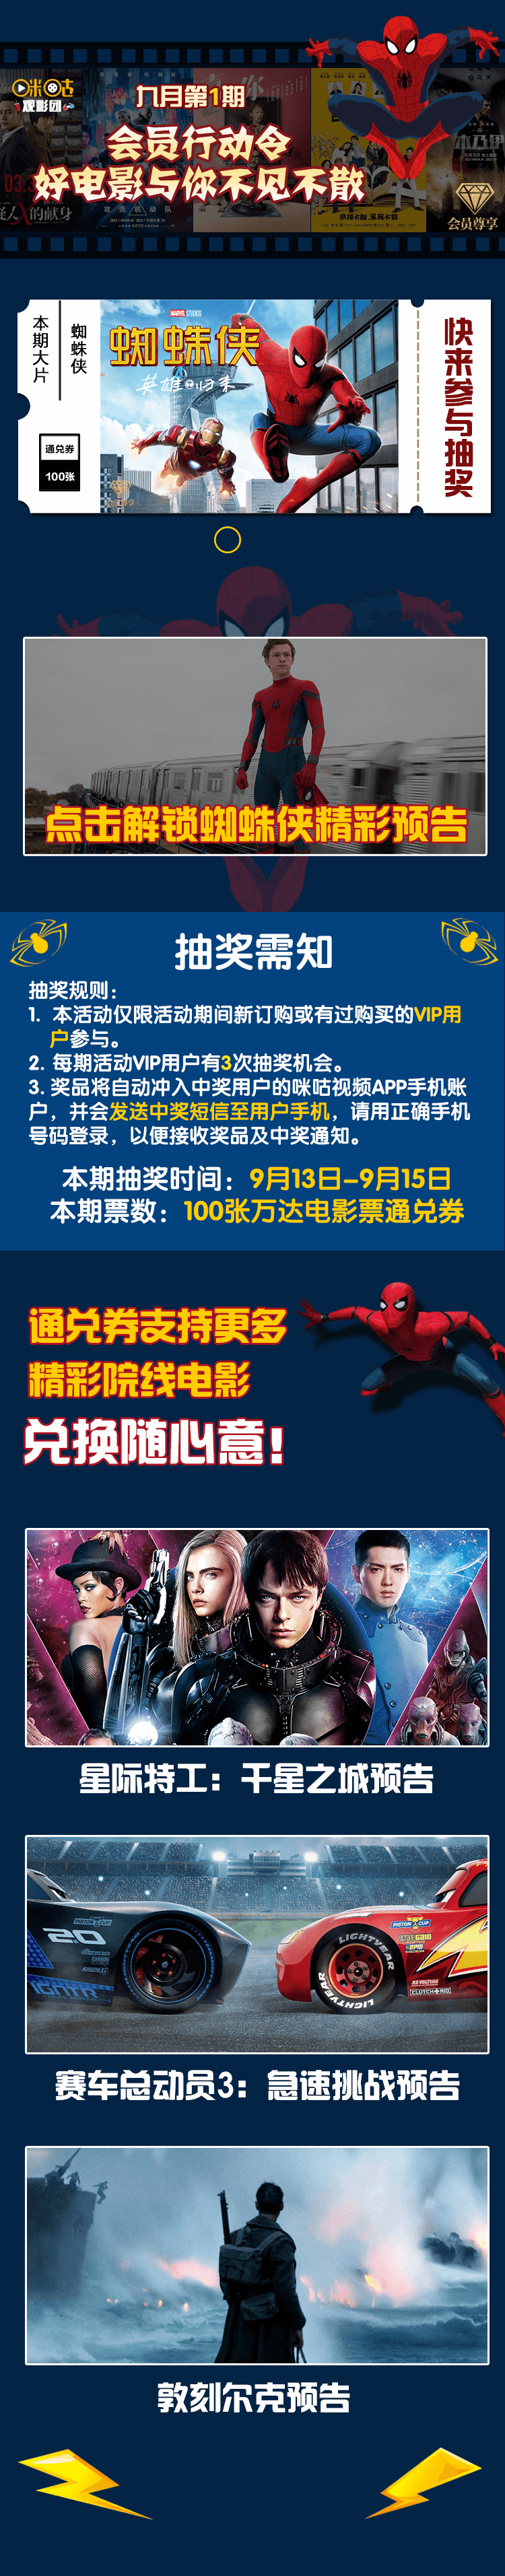 咪咕
观影团
九月第1期
会员行动令
好电影与你不见不散
会员尊享
本期大片
蜘蛛侠
通兑券
100张
MARVEL STUDIOS
蜘蛛侠
英雄归来
快来参与抽奖
点击解锁蜘蛛侠精彩预告
抽奖需知
抽奖规则：
1. 本活动仅限活动期间新订购或有过购买的VIP用
户参与。
2. 每期活动VIP用户有3次抽奖机会。
3. 奖品将自动冲入中奖用户的咪咕视频APP手机账
户，并会发送中奖短信至用户手机，请用正确手机
号码登录，以便接收奖品及中奖通知。
本期抽奖时间：9月13日-9月15日
本期票数：100张万达电影票通兑券
通兑券支持更多
精彩院线电影
兑换随心意！
星际特工：千星之城预告
20
PISTON CUP
LIGHTYEAR
LIGHTYEAR
赛车总动员3：急速挑战预告
敦刻尔克预告